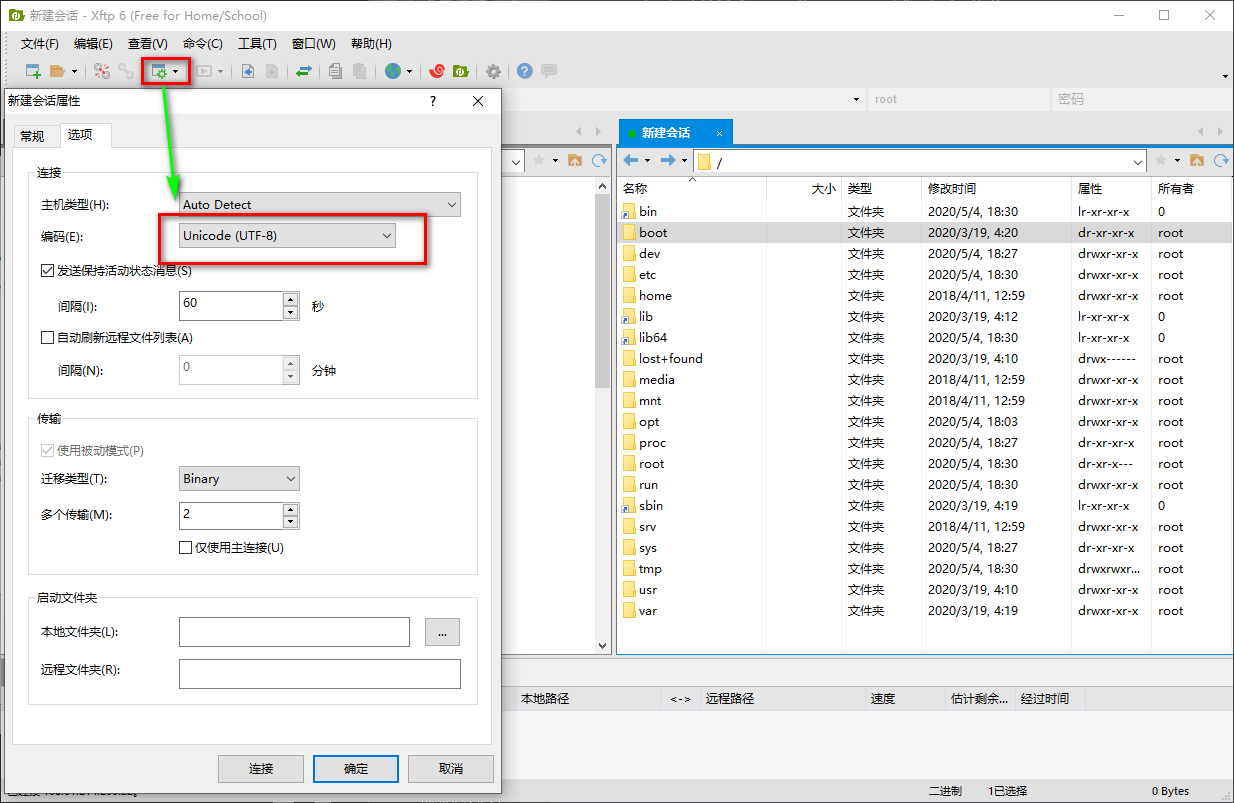 新建会话 - Xftp 6 (Free for Home/School)
文件(F) 编辑(E) 查看(V) 命令(C) 工具(T) 窗口(W) 帮助(H)
root 密码
新建会话属性 ?
常规 选项
连接
主机类型(H): Auto Detect
编码(E): Unicode (UTF-8)
发送保持活动状态消息(S)
间隔(I): 60 秒
自动刷新远程文件列表(A)
间隔(N): 0 分钟
传输
使用被动模式(P)
迁移类型(T): Binary
多个传输(M): 2
仅使用主连接(U)
启动文件夹
本地文件夹(L): ...
远程文件夹(R):
连接 确定 取消
新建会话 ×
/
名称 大小 类型 修改时间 属性 所有者
bin 文件夹 2020/5/4, 18:30 lr-xr-xr-x 0
boot 文件夹 2020/3/19, 4:20 dr-xr-xr-x root
dev 文件夹 2020/5/4, 18:27 drwxr-xr-x root
etc 文件夹 2020/5/4, 18:30 drwxr-xr-x root
home 文件夹 2018/4/11, 12:59 drwxr-xr-x root
lib 文件夹 2020/3/19, 4:12 lr-xr-xr-x 0
lib64 文件夹 2020/5/4, 18:30 lr-xr-xr-x 0
lost+found 文件夹 2020/3/19, 4:10 drwx------ root
media 文件夹 2018/4/11, 12:59 drwxr-xr-x root
mnt 文件夹 2018/4/11, 12:59 drwxr-xr-x root
opt 文件夹 2020/5/4, 18:03 drwxr-xr-x root
proc 文件夹 2020/5/4, 18:27 dr-xr-xr-x root
root 文件夹 2020/5/4, 18:30 dr-xr-x--- root
run 文件夹 2020/5/4, 18:30 drwxr-xr-x root
sbin 文件夹 2020/3/19, 4:19 lr-xr-xr-x 0
srv 文件夹 2018/4/11, 12:59 drwxr-xr-x root
sys 文件夹 2020/5/4, 18:27 dr-xr-xr-x root
tmp 文件夹 2020/5/4, 18:30 drwxrwxr... root
usr 文件夹 2020/3/19, 4:10 drwxr-xr-x root
var 文件夹 2020/3/19, 4:19 drwxr-xr-x root
本地路径 <-> 远程路径 速度 估计剩余... 经过时间
二进制 1已选择 0 Bytes